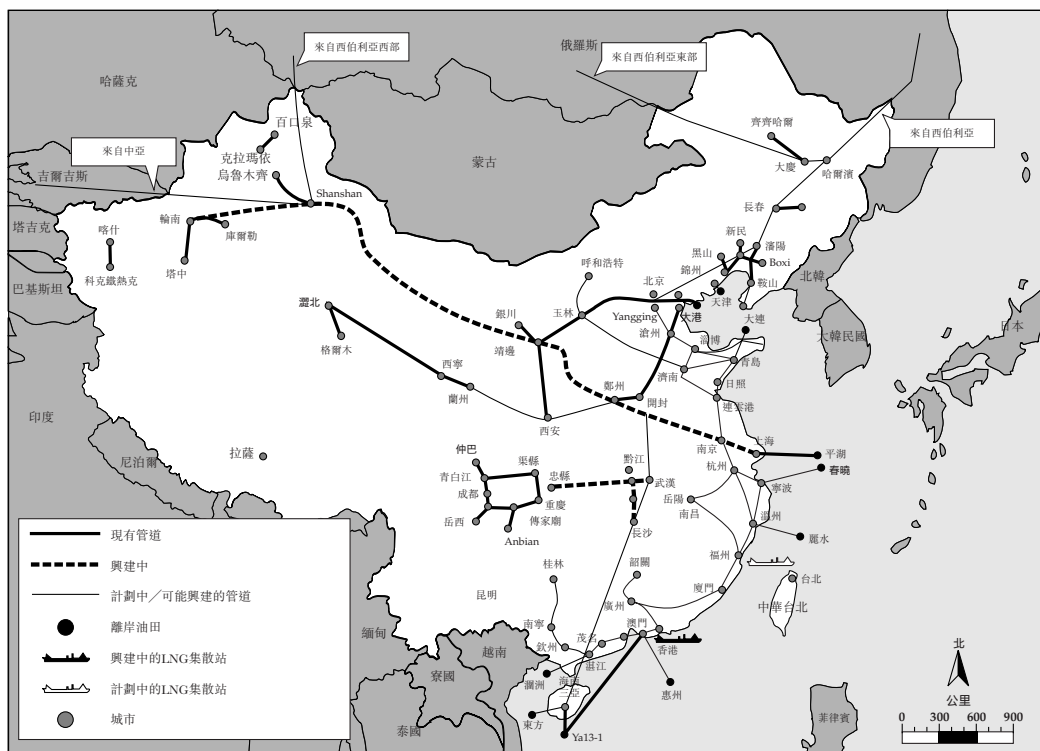 俄羅斯
來自西伯利亞西部
來自西伯利亞東部
哈薩克
百口泉
齊齊哈爾
來自西伯利亞
來自中亞
克拉瑪依
烏魯木齊
蒙古
大慶
哈爾濱
吉爾吉斯
Shanshan
長春
塔吉克
喀什
輪南
庫爾勒
新民
瀋陽
黑山
Boxi
呼和浩特
錦州
科克鐵熱克
塔中
北京
鞍山
北韓
巴基斯坦
天津
澀北
銀川
玉林
Yangging
大港
大連
日本
滄州
大韓民國
格爾木
靖邊
淄博
青島
西寧
濟南
蘭州
鄭州
開封
日照
連雲港
印度
西安
南京
上海
拉薩
仲巴
平湖
尼泊爾
渠縣
黔江
杭州
春曉
青白江
忠縣
武漢
寧波
成都
重慶
岳陽
南昌
岳西
傳家廟
溫州
Anbian
長沙
麗水
現有管道
福州
興建中
桂林
韶關
台北
計劃中／可能興建的管道
昆明
廈門
中華台北
廣州
離岸油田
緬甸
南寧
澳門
越南
欽州
茂名
香港
北
興建中的LNG集散站
湛江
寮國
潿洲
海南
惠州
計劃中的LNG集散站
三亞
公里
城市
泰國
東方
Ya13-1
菲律賓
0 300 600 900